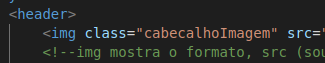 <header>
<img class="cabecalhoImagem" src="
<!--img mostra o formato, src (sou